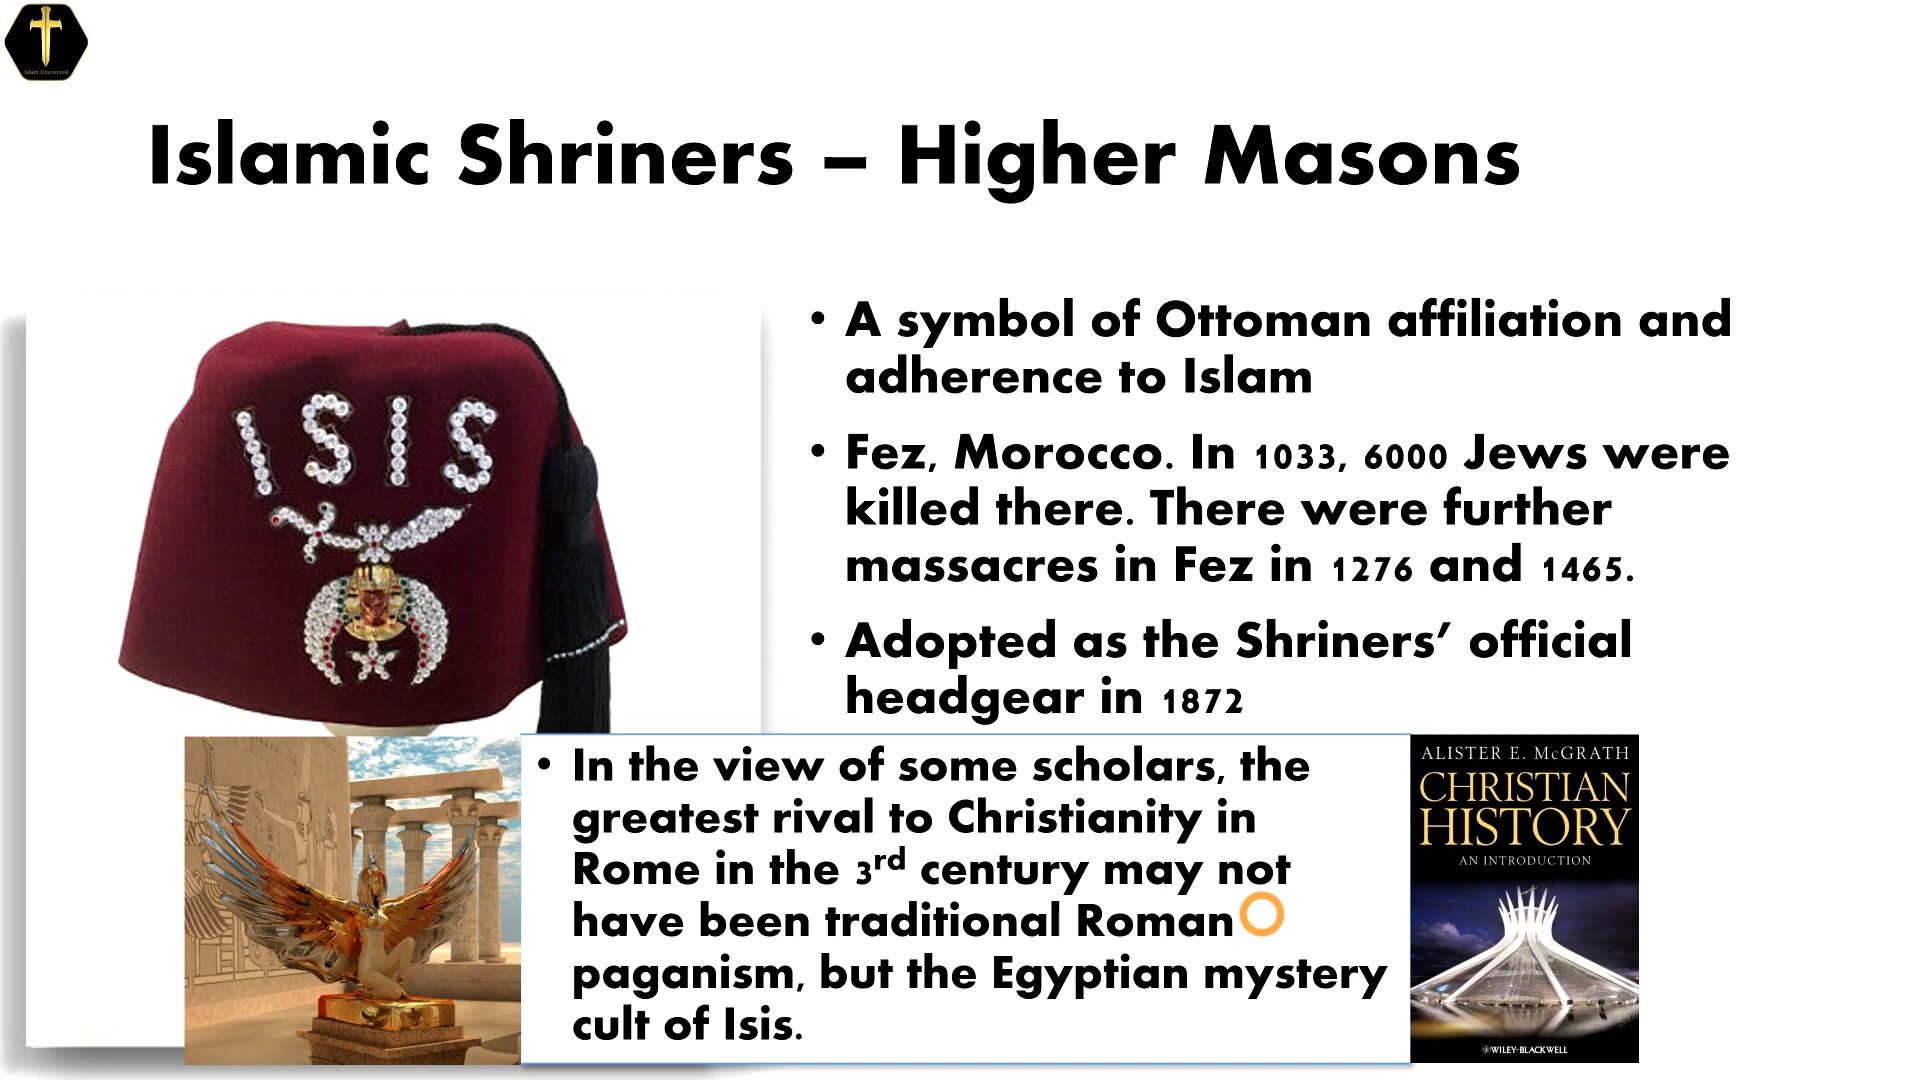 Islam Uncovered
Islamic Shriners – Higher Masons
ISIS
• A symbol of Ottoman affiliation and
adherence to Islam
• Fez, Morocco. In 1033, 6000 Jews were
killed there. There were further
massacres in Fez in 1276 and 1465.
• Adopted as the Shriners’ official
headgear in 1872
• In the view of some scholars, the
greatest rival to Christianity in
Rome in the 3rd century may not
have been traditional Roman
paganism, but the Egyptian mystery
cult of Isis.
ALISTER E. McGRATH
CHRISTIAN
HISTORY
AN INTRODUCTION
WILEY-BLACKWELL